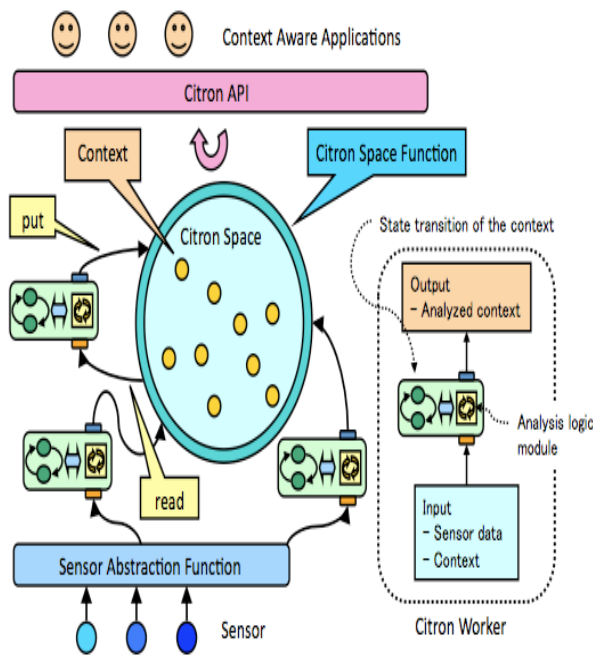 Context Aware Applications
Citron API
Context
Citron Space Function
put
Citron Space
State transition of the context
Output
- Analyzed context
Analysis logic
module
read
Input
- Sensor data
- Context
Sensor Abstraction Function
Sensor
Citron Worker